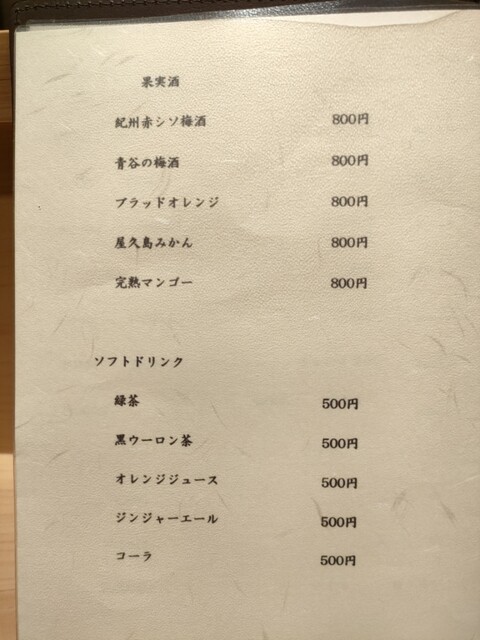 果実酒
紀州赤シソ梅酒 800円
青谷の梅酒 800円
ブラッドオレンジ 800円
屋久島みかん 800円
完熟マンゴー 800円
ソフトドリンク
緑茶 500円
黒ウーロン茶 500円
オレンジジュース 500円
ジンジャーエール 500円
コーラ 500円